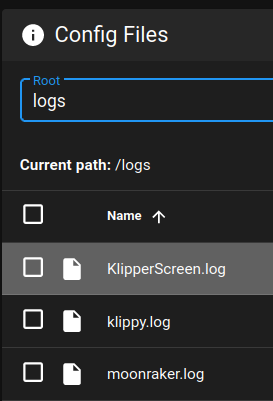 Config Files
Root
logs
Current path: /logs
Name
KlipperScreen.log
klippy.log
moonraker.log